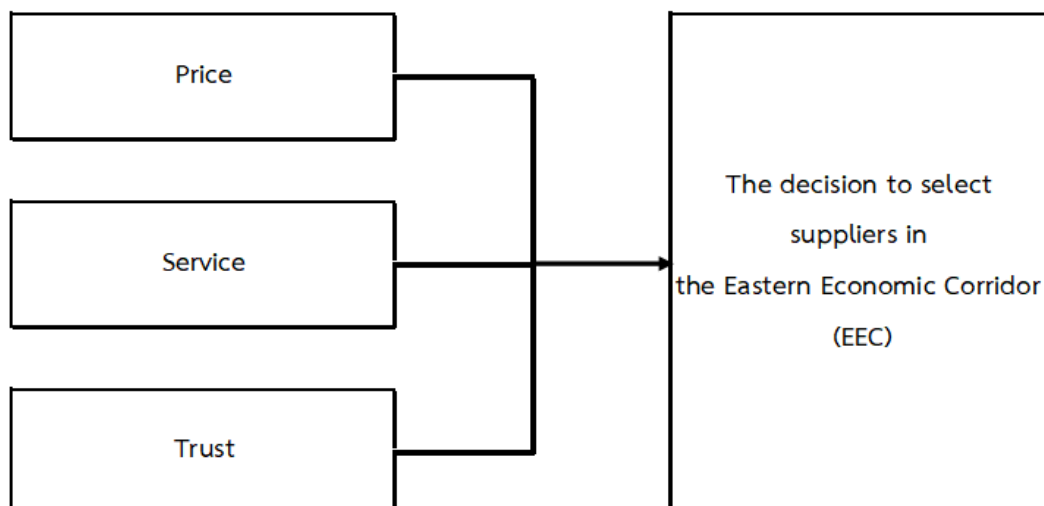 Price
Service
Trust
The decision to select
suppliers in
the Eastern Economic Corridor
(EEC)